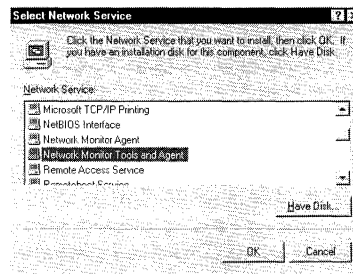 Select Network Service
Click the Network Service that you want to install, then click OK. If
you have an installation disk for this component, click Have Disk.
Network Service:
Microsoft TCP/IP Printing
NetBIOS Interface
Network Monitor Agent
Network Monitor Tools and Agent
Remote Access Service
Remoteboot Service
Have Disk...
OK Cancel